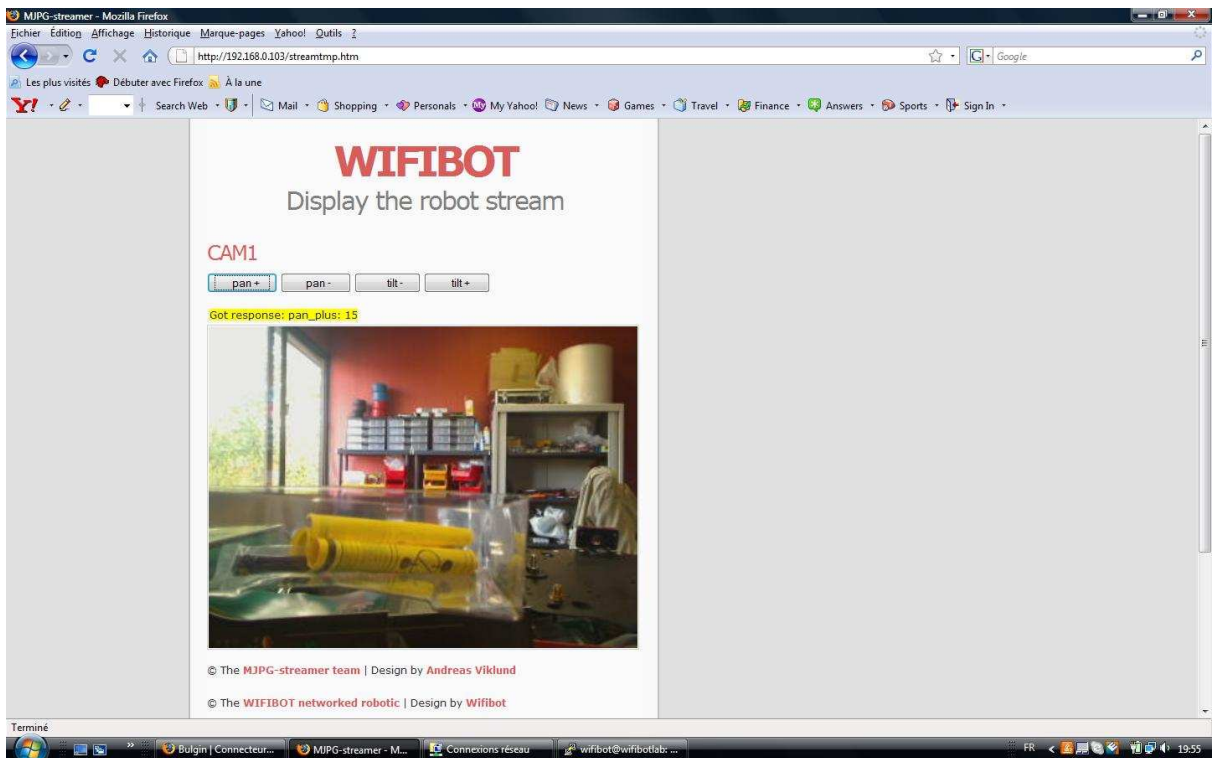 MJPG-streamer - Mozilla Firefox
Fichier Édition Affichage Historique Marque-pages Yahoo! Outils ?
http://192.168.0.103/streamtmp.htm
Google
Les plus visités Débuter avec Firefox À la une
Y! Search Web Mail Shopping Personals My Yahoo! News Games Travel Finance Answers Sports Sign In
WIFIBOT
Display the robot stream
CAM1
pan + pan - tilt - tilt +
Got response: pan_plus: 15
© The MJPG-streamer team | Design by Andreas Viklund
© The WIFIBOT networked robotic | Design by Wifibot
Terminé
» Bulgin | Connecteur... MJPG-streamer - M... Connexions réseau wifibot@wifibotlab: ... FR < 19:55